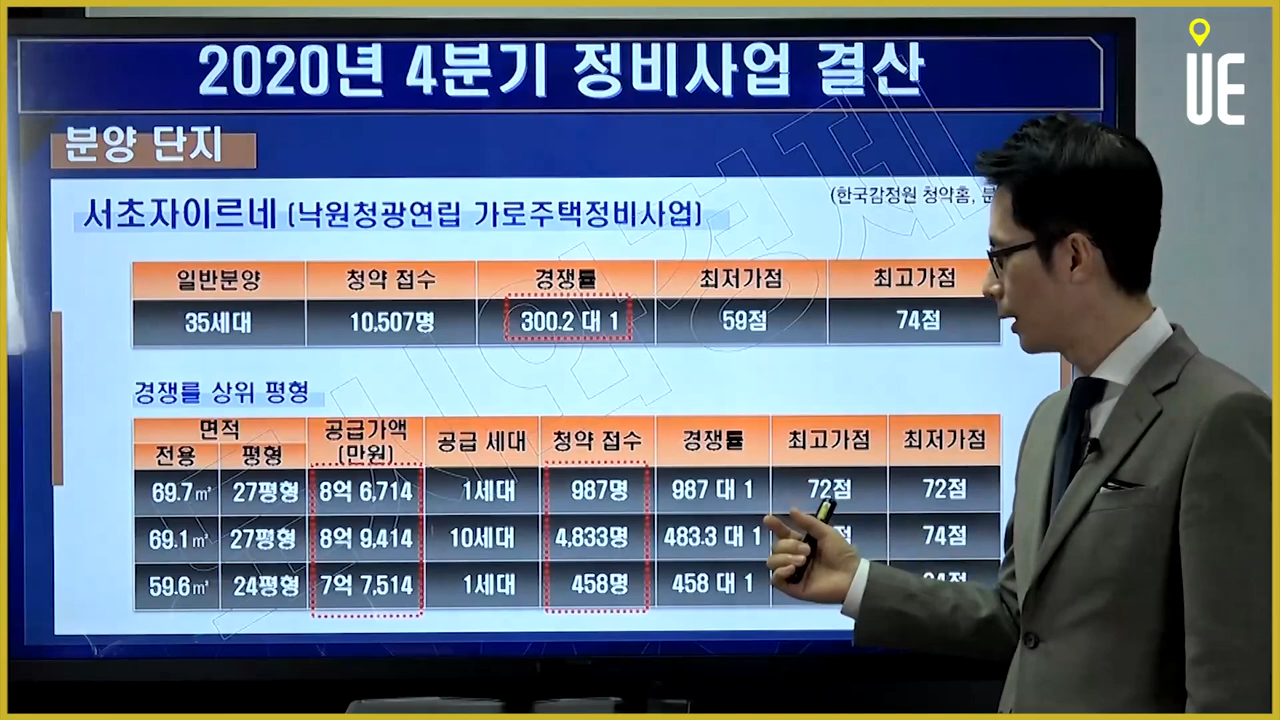 2020년 4분기 정비사업 결산
UE
분양 단지
(한국감정원 청약홈,
서초자이르네 (낙원청광연립 가로주택정비사업)
일반분양 청약 접수 경쟁률 최저가점 최고가점
35세대 10,507명 300.2 대 1 59점 74점
경쟁률 상위 평형
면적 공급가액 (만원) 공급 세대 청약 접수 경쟁률 최고가점 최저가점
전용 평형
69.7㎡ 27평형 8억 6,714 1세대 987명 987 대 1 72점 72점
69.1㎡ 27평형 8억 9,414 10세대 4,833명 483.3 대 1 74점
59.6㎡ 24평형 7억 7,514 1세대 458명 458 대 1